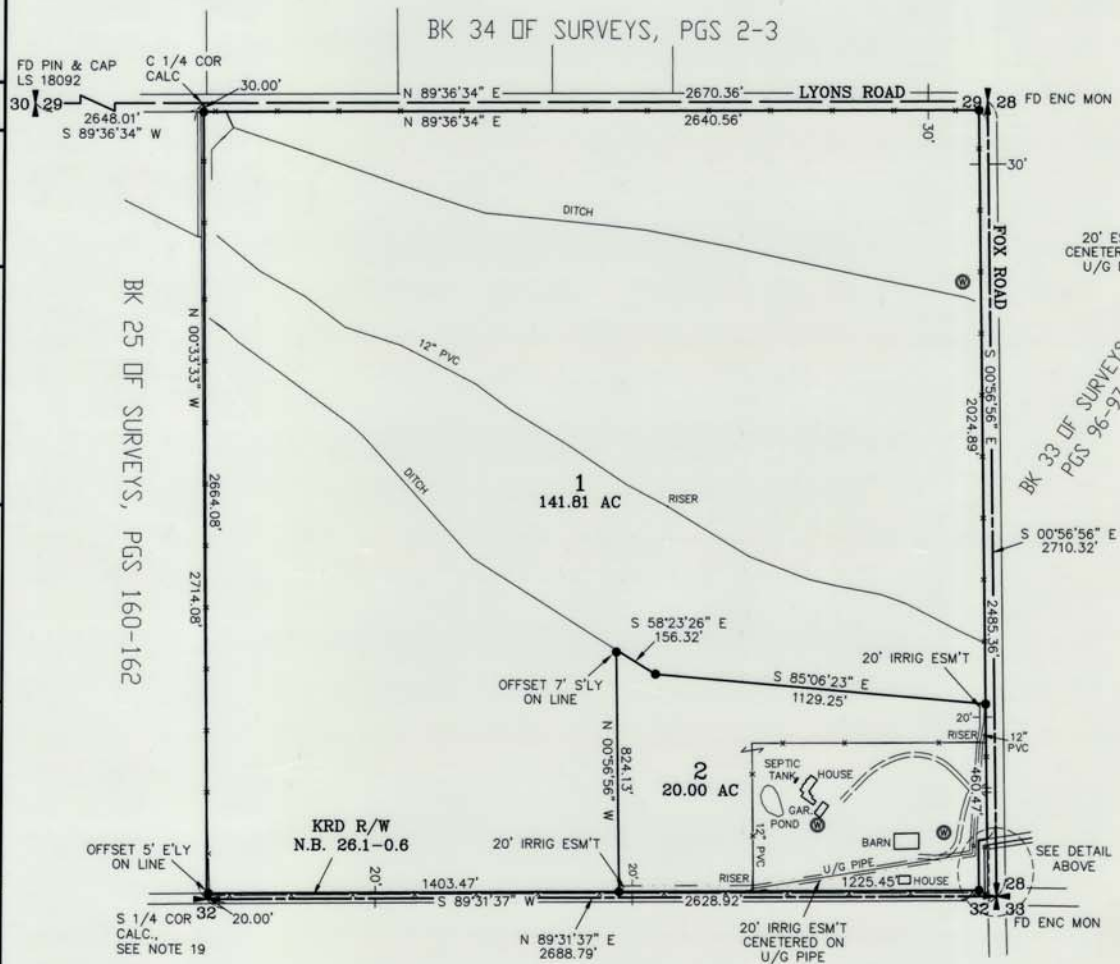 BK 34 OF SURVEYS, PGS 2-3
FD PIN & CAP
LS 18092
C 1/4 COR
CALC
30.00'
30 29
2648.01'
S 89°36'34" W
N 89°36'34" E
2670.36'
LYONS ROAD
29 28
FD ENC MON
N 89°36'34" E
2640.56'
30'
30'
DITCH
FOX ROAD
20' ES
CENETER
U/G
BK 25 OF SURVEYS, PGS 160-162
N 00°33'33" W
12" PVC
S 00°56'56" E
2024.89'
BK 33 OF SURVEYS
PGS 96-97
2664.08'
DITCH
1
141.81 AC
RISER
S 00°56'56" E
2710.32'
2714.08'
2485.36'
S 58°23'26" E
156.32'
20' IRRIG ESM'T
OFFSET 7' S'LY
ON LINE
S 85°06'23" E
1129.25'
20'
RISER
12"
PVC
N 00°56'56" W
824.13'
2
20.00 AC
SEPTIC
TANK
HOUSE
GAR.
POND
460.47'
W
W
W
KRD R/W
N.B. 26.1-0.6
12" PVC
BARN
OFFSET 5' E'LY
ON LINE
20' IRRIG ESM'T
U/G PIPE
SEE DETAIL
ABOVE
20'
1403.47'
20'
RISER
1225.45'
HOUSE
28
32
S 89°31'37" W
2628.92'
32 33
FD ENC MON
S 1/4 COR
CALC.,
SEE NOTE 19
20.00'
N 89°31'37" E
2688.79'
20' IRRIG ESM'T
CENETERED ON
U/G PIPE